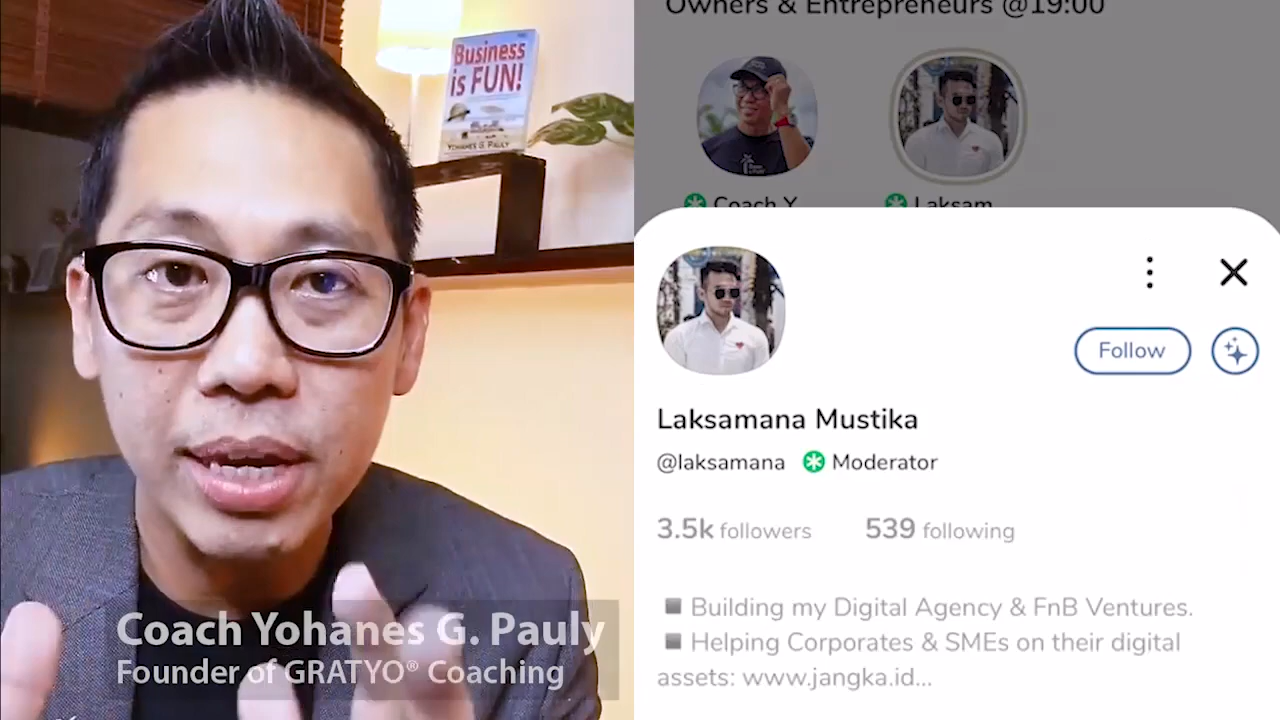 Business
is FUN!
YOHANES G. PAULY
Coach Yohanes G. Pauly
Founder of GRATYO® Coaching
Owners & Entrepreneurs @19:00
Coach Y
Laksam
Follow
Laksamana Mustika
@laksamana Moderator
3.5k followers 539 following
Building my Digital Agency & FnB Ventures.
Helping Corporates & SMEs on their digital
assets: www.jangka.id...